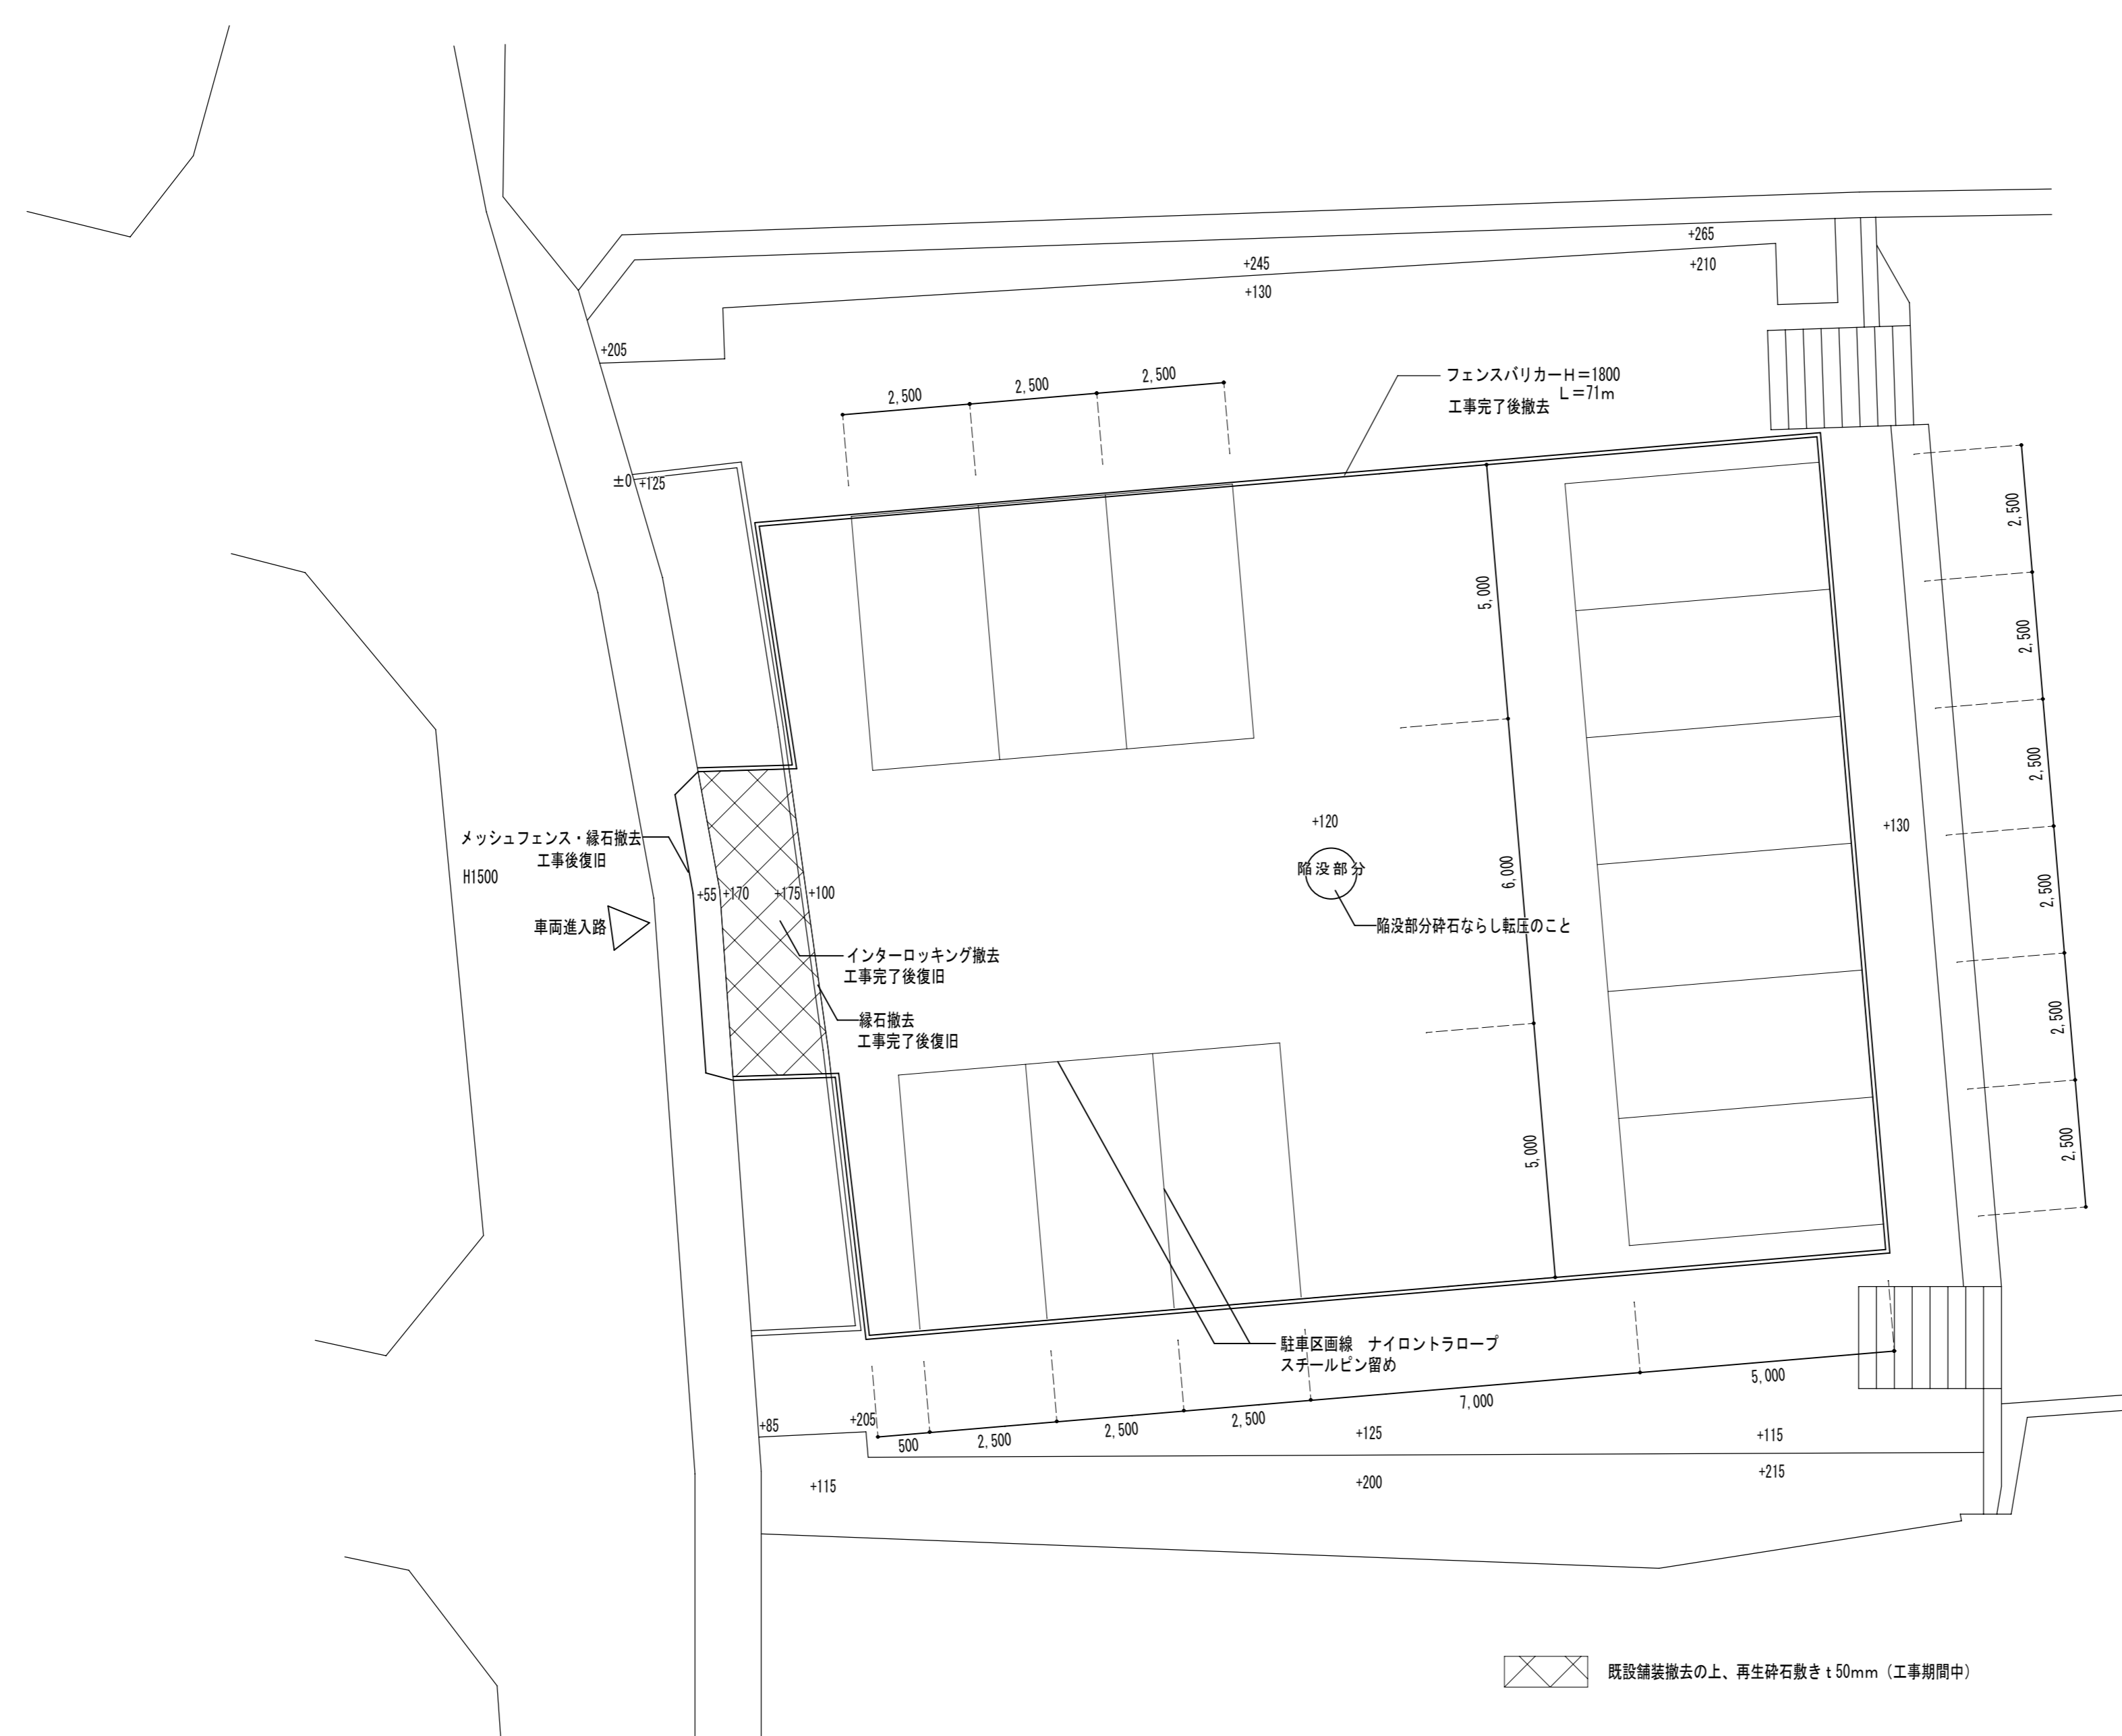 +265
+245
+210
+130
+205
2,500
2,500
2,500
フェンスバリカーＨ＝1800
Ｌ＝71ｍ
工事完了後撤去
±0
+125
2,500
5,000
2,500
2,500
+120
+130
メッシュフェンス・縁石撤去
工事後復旧
H1500
陥没部分
6,000
+55
+170
+175
+100
2,500
車両進入路
陥没部分砕石ならし転圧のこと
インターロッキング撤去
工事完了後復旧
縁石撤去
工事完了後復旧
2,500
5,000
2,500
駐車区画線　ナイロントラロープ
スチールピン留め
5,000
7,000
+85
+205
500
2,500
2,500
2,500
+125
+115
+115
+200
+215
既設舗装撤去の上、再生砕石敷きｔ50mm（工事期間中）